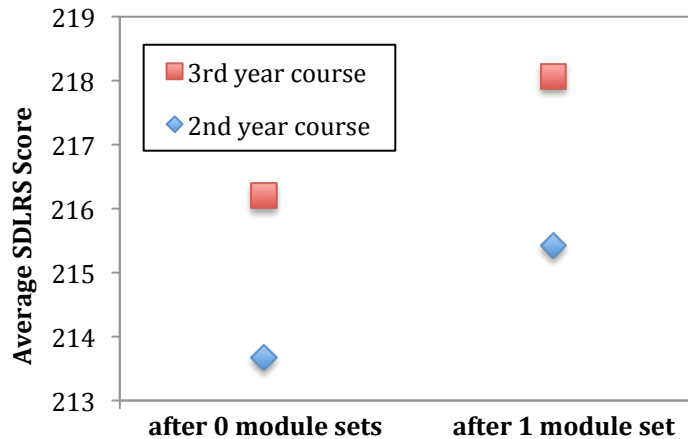 219
218
217
216
215
214
213
Average SDLRS Score
3rd year course
2nd year course
after 0 module sets
after 1 module set